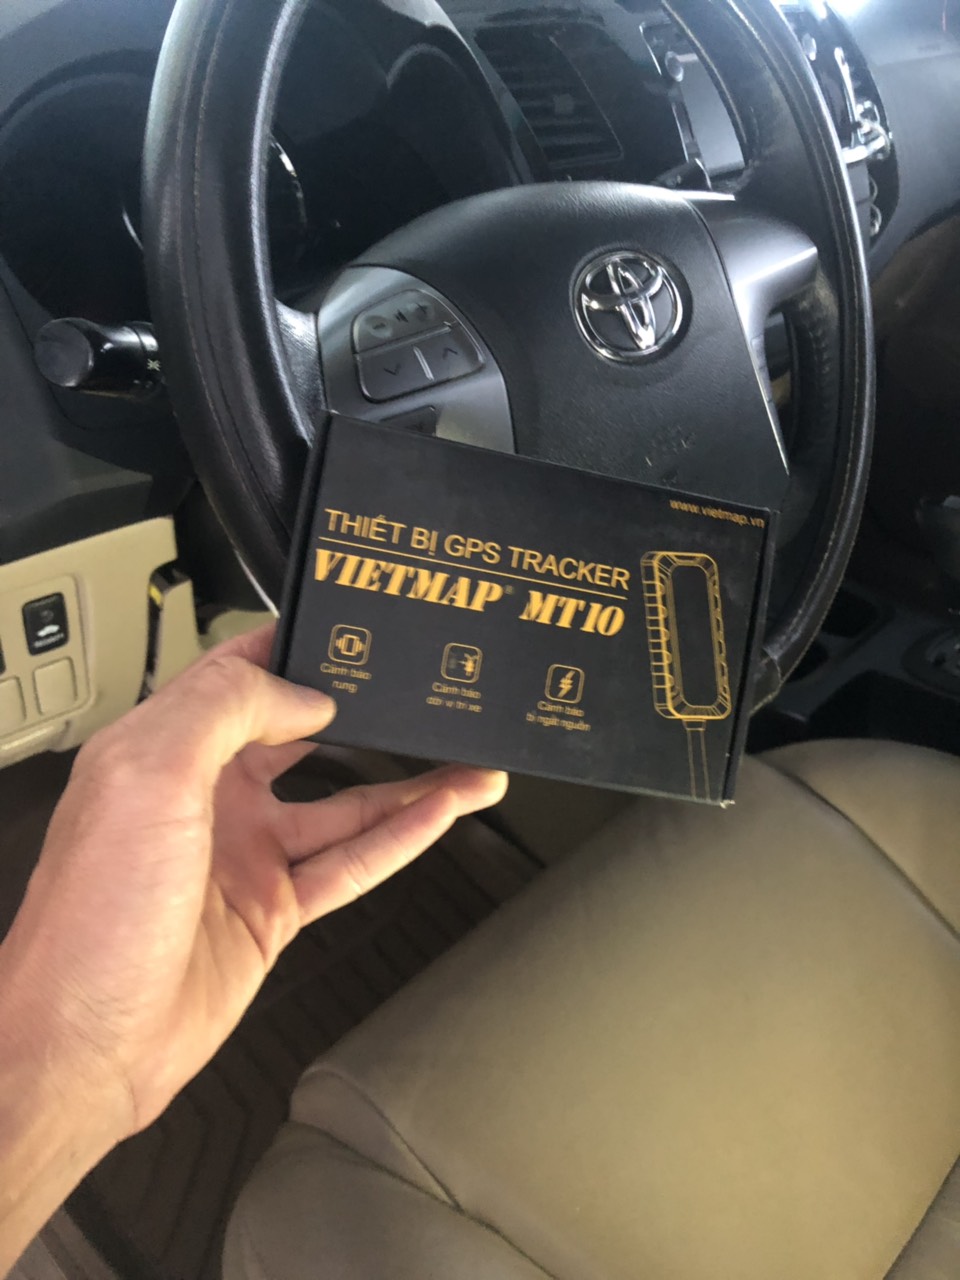 www.vietmap.vn
THIẾT BỊ GPS TRACKER
VIETMAP® MT10
Cảnh báo
rung
Cảnh báo
dời vị trí xe
Cảnh báo
bị ngắt nguồn